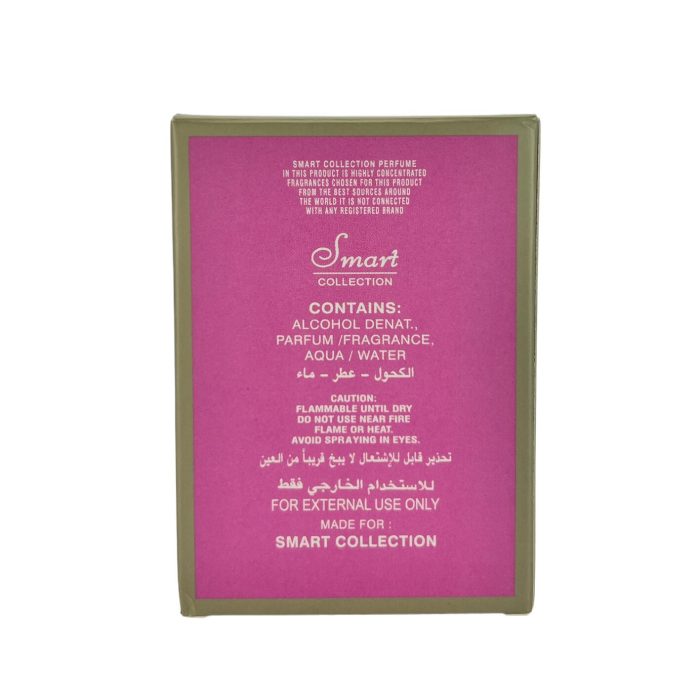 SMART COLLECTION PERFUME
IN THIS PRODUCT IS HIGHLY CONCENTRATED
FRAGRANCES CHOSEN FOR THIS PRODUCT
FROM THE BEST SOURCES AROUND
THE WORLD IT IS NOT CONNECTED
WITH ANY REGISTERED BRAND
Smart
COLLECTION
CONTAINS:
ALCOHOL DENAT.,
PARFUM /FRAGRANCE,
AQUA / WATER
الكحول - عطر - ماء
CAUTION:
FLAMMABLE UNTIL DRY
DO NOT USE NEAR FIRE
FLAME OR HEAT.
AVOID SPRAYING IN EYES.
تحذير قابل للإشتعال لا يبخ قريباً من العين
للاستخدام الخارجي فقط
FOR EXTERNAL USE ONLY
MADE FOR :
SMART COLLECTION